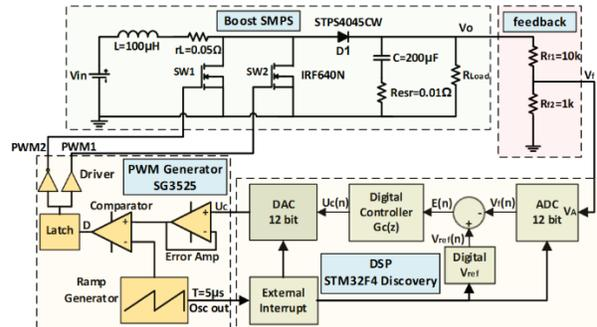 Boost SMPS
STPS4045CW
Vo
feedback
L=100μH
rL=0.05Ω
D1
C=200μF
Rf1=10k
Vin
SW1
SW2
IRF640N
RLoad
Vf
Resr=0.01Ω
Rf2=1k
PWM2
PWM1
PWM Generator
SG3525
Driver
Comparator
Uc
DAC
12 bit
Uc(n)
Digital
Controller
Gc(z)
E(n)
+
-
Vf(n)
ADC
12 bit
VA
Latch
D
+
-
+
-
Error Amp
Vref(n)
Digital
Vref
DSP
STM32F4 Discovery
Ramp
Generator
T=5μs
Osc out
External
Interrupt